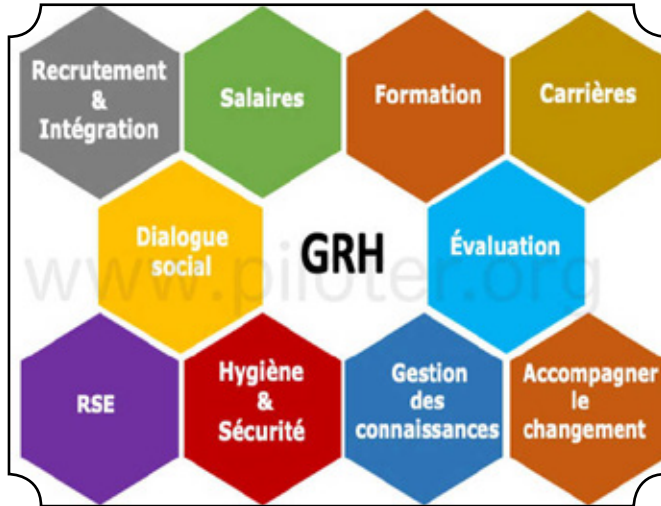 Recrutement
&
Intégration
Salaires
Formation
Carrières
Dialogue
social
GRH
Évaluation
www.piloter.org
RSE
Hygiène
&
Sécurité
Gestion
des
connaissances
Accompagner
le
changement